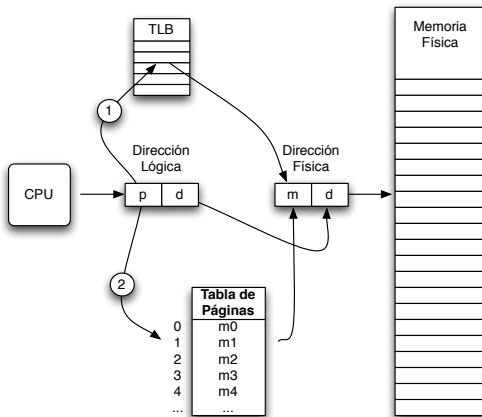 TLB
Memoria
Física
1
Dirección
Lógica
Dirección
Física
CPU
p d
m d
2
Tabla de
Páginas
0 m0
1 m1
2 m2
3 m3
4 m4
... ...